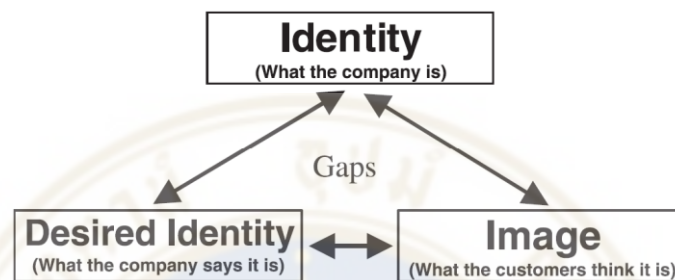 Identity
(What the company is)
Gaps
Desired Identity
(What the company says it is)
Image
(What the customers think it is)